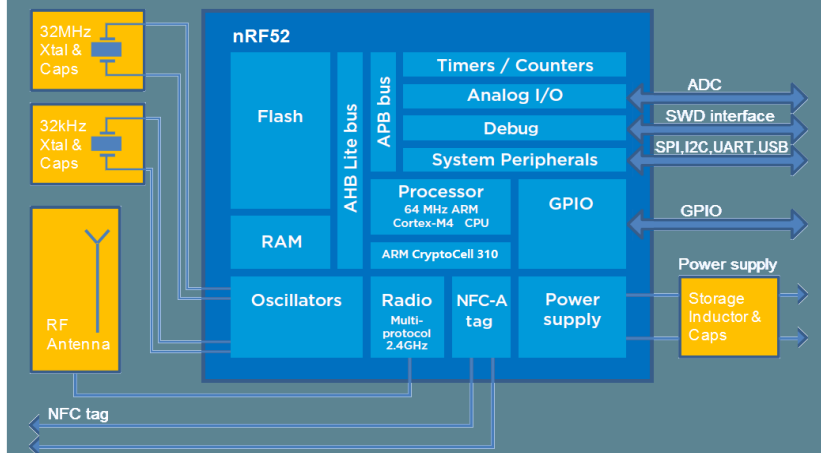 32MHz
Xtal &
Caps
32kHz
Xtal &
Caps
RF
Antenna
nRF52
Flash
RAM
AHB Lite bus
APB bus
Timers / Counters
Analog I/O
Debug
System Peripherals
Processor
64 MHz ARM
Cortex-M4 CPU
ARM CryptoCell 310
GPIO
Oscillators
Radio
Multi-
protocol
2.4GHz
NFC-A
tag
Power
supply
ADC
SWD interface
SPI,I2C,UART,USB
GPIO
Power supply
Storage
Inductor &
Caps
NFC tag